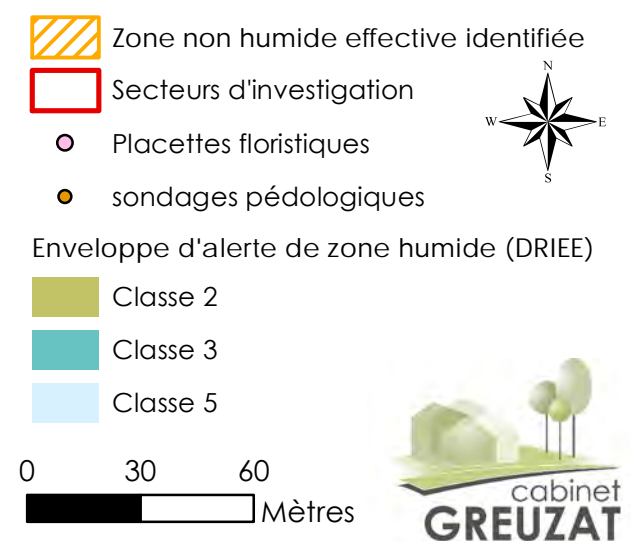 Zone non humide effective identifiée
Secteurs d'investigation
N
W E
S
Placettes floristiques
sondages pédologiques
Enveloppe d'alerte de zone humide (DRIEE)
Classe 2
Classe 3
Classe 5
0 30 60
Mètres
cabinet
GREUZAT